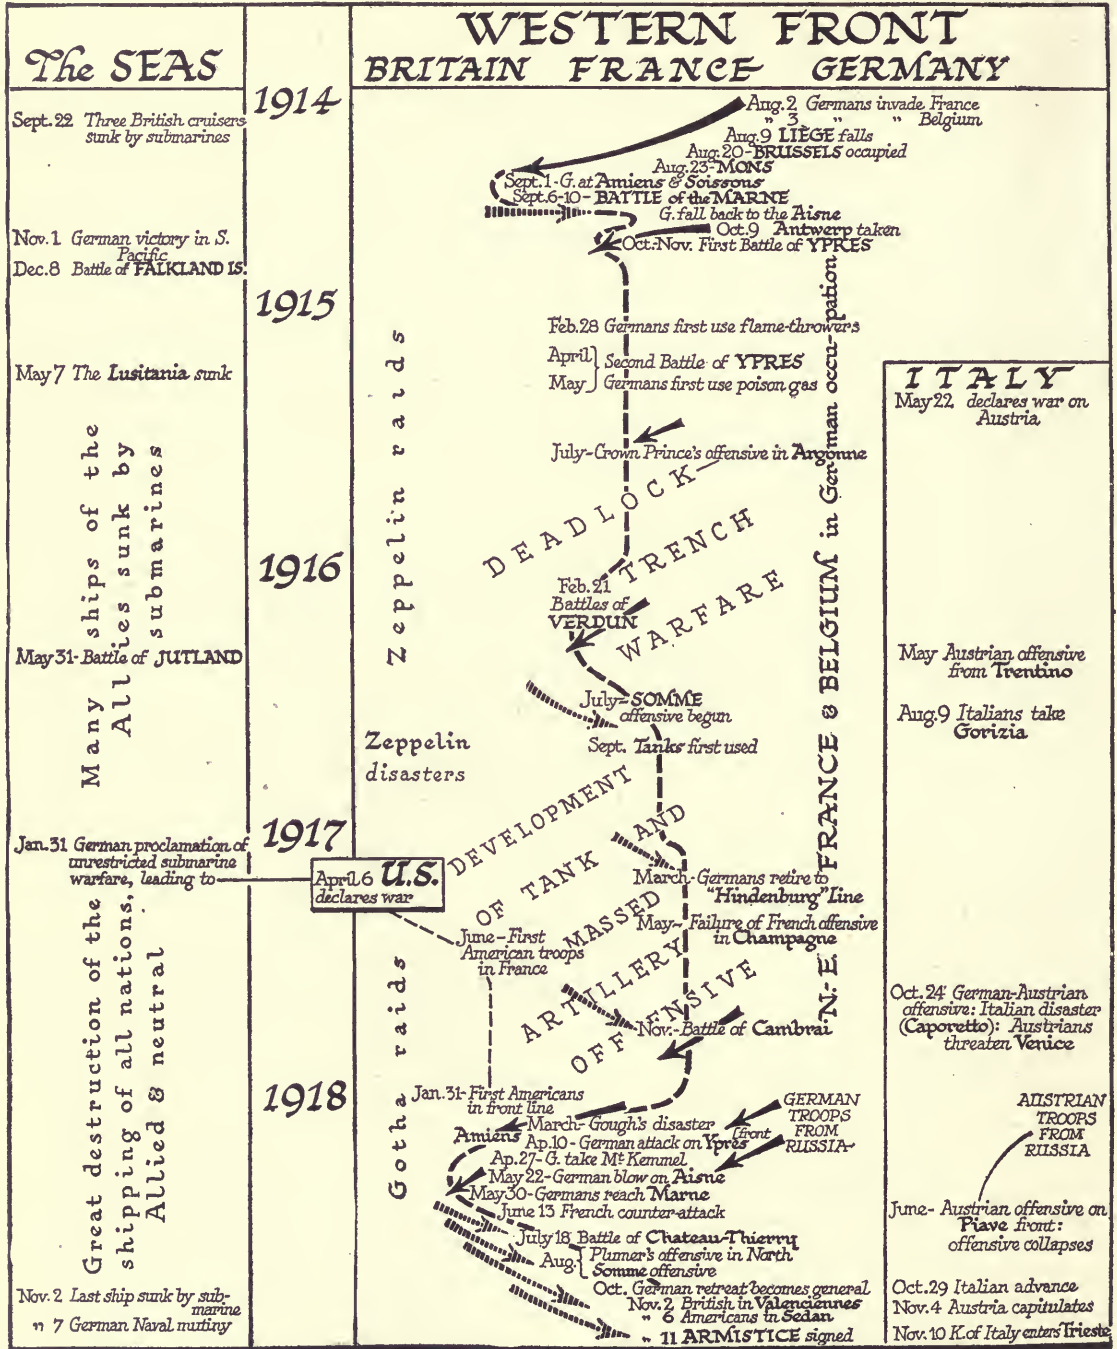 The SEAS
Sept. 22 Three British cruisers
sunk by submarines
Nov. 1 German victory in S.
Pacific
Dec. 8 Battle of FALKLAND IS.
May 7 The Lusitania sunk
Many ships of the
Allies sunk by
submarines
May 31- Battle of JUTLAND
Jan. 31 German proclamation of
unrestricted submarine
warfare, leading to
Great destruction of the
shipping of all nations,
Allied & neutral
Nov. 2 Last ship sunk by sub-
marine
" 7 German Naval mutiny
1914
1915
1916
1917
1918
April 6 U.S.
declares war
WESTERN FRONT
BRITAIN FRANCE GERMANY
Aug. 2 Germans invade France
" 3 " " Belgium
Aug. 9 LIÈGE falls
Aug. 20- BRUSSELS occupied
Aug. 23- MONS
Sept. 1- G. at Amiens & Soissons
Sept. 6-10- BATTLE of the MARNE
G. fall back to the Aisne
Oct. 9 Antwerp taken
Oct.-Nov. First Battle of YPRES
Zeppelin raids
Feb. 28 Germans first use flame-throwers
April } Second Battle of YPRES
May } Germans first use poison gas
July- Crown Prince's offensive in Argonne
DEADLOCK-
TRENCH
WARFARE
Feb. 21
Battles of
VERDUN
July- SOMME
offensive begun
Sept. Tanks first used
Zeppelin
disasters
N.-E. FRANCE & BELGIUM in German occu-pation
DEVELOPMENT
OF TANK AND
MASSED
ARTILLERY
OFFENSIVE
March- Germans retire to
"Hindenburg" Line
May- Failure of French offensive
in Champagne
June- First
American troops
in France
Gotha raids
Nov.- Battle of Cambrai
Jan. 31- First Americans
in front line
March- Gough's disaster
Amiens
Ap. 10- German attack on Ypres [front
Ap. 27- G. take Mt Kemmel
May 22- German blow on Aisne
May 30- Germans reach Marne
June 13 French counter-attack
GERMAN
TROOPS
FROM
RUSSIA
July 18 Battle of Chateau-Thierry
Aug. { Plumer's offensive in North
Somme offensive
Oct. German retreat becomes general
Nov. 2 British in Valenciennes
" 6 Americans in Sedan
" 11 ARMISTICE signed
ITALY
May 22 declares war on
Austria
May Austrian offensive
from Trentino
Aug. 9 Italians take
Gorizia
Oct. 24 German-Austrian
offensive: Italian disaster
(Caporetto): Austrians
threaten Venice
AUSTRIAN
TROOPS
FROM
RUSSIA
June- Austrian offensive on
Piave front:
offensive collapses
Oct. 29 Italian advance
Nov. 4 Austria capitulates
Nov. 10 K. of Italy enters Trieste